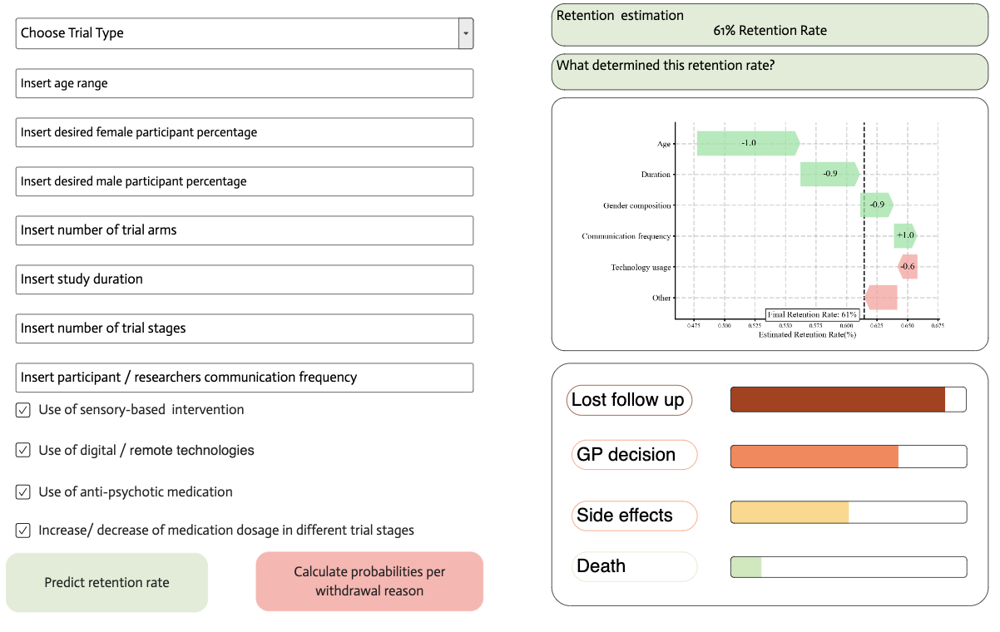 Choose Trial Type
Insert age range
Insert desired female participant percentage
Insert desired male participant percentage
Insert number of trial arms
Insert study duration
Insert number of trial stages
Insert participant / researchers communication frequency
Use of sensory-based intervention
Use of digital / remote technologies
Use of anti-psychotic medication
Increase/ decrease of medication dosage in different trial stages
Predict retention rate
Calculate probabilities per
withdrawal reason
Retention estimation
61% Retention Rate
What determined this retention rate?
Age -1.0
Duration -0.9
Gender composition -0.9
Communication frequency +1.0
Technology usage -0.6
Other
Final Retention Rate: 61%
0.475 0.500 0.525 0.550 0.575 0.600 0.625 0.650 0.675
Estimated Retention Rate(%)
Lost follow up
GP decision
Side effects
Death